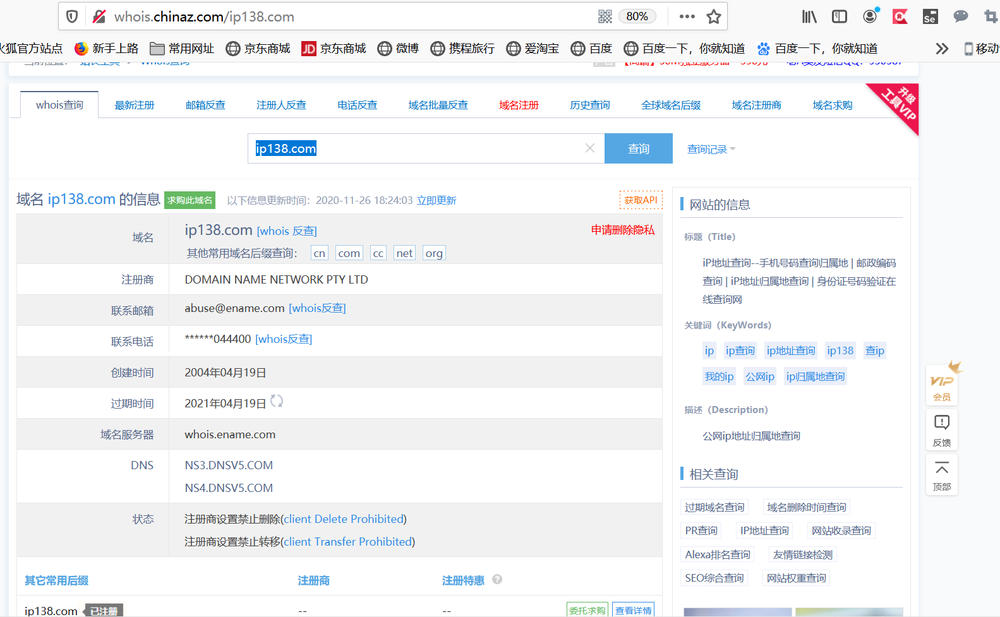 whois.chinaz.com/ip138.com 80%
火狐官方站点 新手上路 常用网址 京东商城 JD 京东商城 微博 携程旅行 爱淘宝 百度 百度一下，你就知道 百度一下，你就知道 移动
whois查询 最新注册 邮箱反查 注册人反查 电话反查 域名批量反查 域名注册 历史查询 全球域名后缀 域名注册商 域名求购
升级
工具VIP
ip138.com 查询 查询记录
域名 ip138.com 的信息 求购此域名 以下信息更新时间：2020-11-26 18:24:03 立即更新 获取API
域名 ip138.com [whois 反查] 申请删除隐私
其他常用域名后缀查询： cn com cc net org
注册商 DOMAIN NAME NETWORK PTY LTD
联系邮箱 abuse@ename.com [whois反查]
联系电话 ******044400 [whois反查]
创建时间 2004年04月19日
过期时间 2021年04月19日
域名服务器 whois.ename.com
DNS NS3.DNSV5.COM
NS4.DNSV5.COM
状态 注册商设置禁止删除(client Delete Prohibited)
注册商设置禁止转移(client Transfer Prohibited)
其它常用后缀 注册商 注册特惠 ?
ip138.com 已注册 -- -- 委托求购 查看详情
网站的信息
标题（Title）
iP地址查询--手机号码查询归属地 | 邮政编码
查询 | iP地址归属地查询 | 身份证号码验证在
线查询网
关键词（KeyWords）
ip ip查询 ip地址查询 ip138 查ip
我的ip 公网ip ip归属地查询
描述（Description）
公网ip地址归属地查询
相关查询
过期域名查询 域名删除时间查询
PR查询 IP地址查询 网站收录查询
Alexa排名查询 友情链接检测
SEO综合查询 网站权重查询
VIP
会员
反馈
顶部